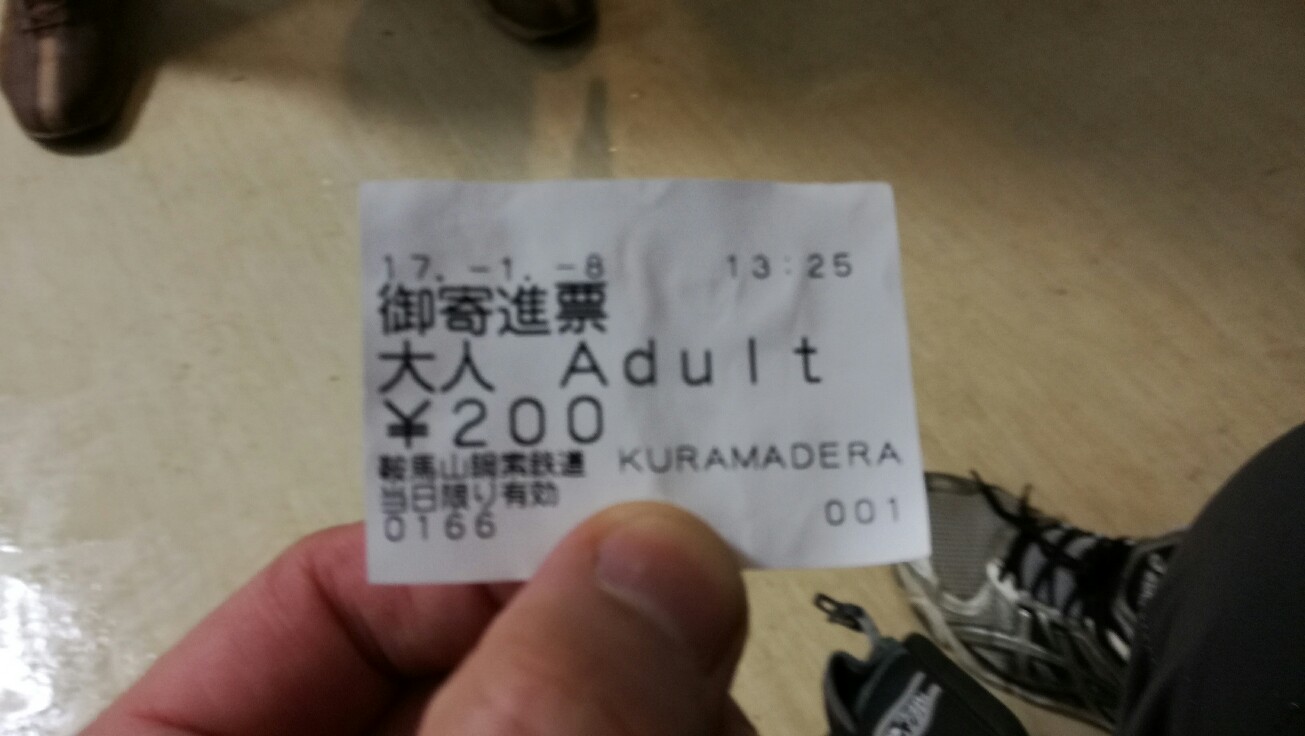 17.-1.-8 13:25
御寄進票
大人 Adult
￥200
鞍馬山鋼索鉄道 KURAMADERA
当日限り有効
0166 001